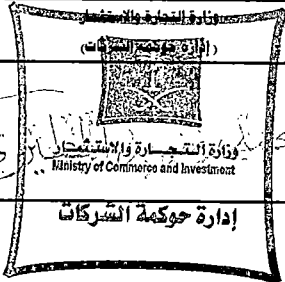 وزارة التجارة والاستثمار
(إدارة حوكمة الشركات)
وزارة التجارة والاستثمار
Ministry of Commerce and Investment
إدارة حوكمة الشركات